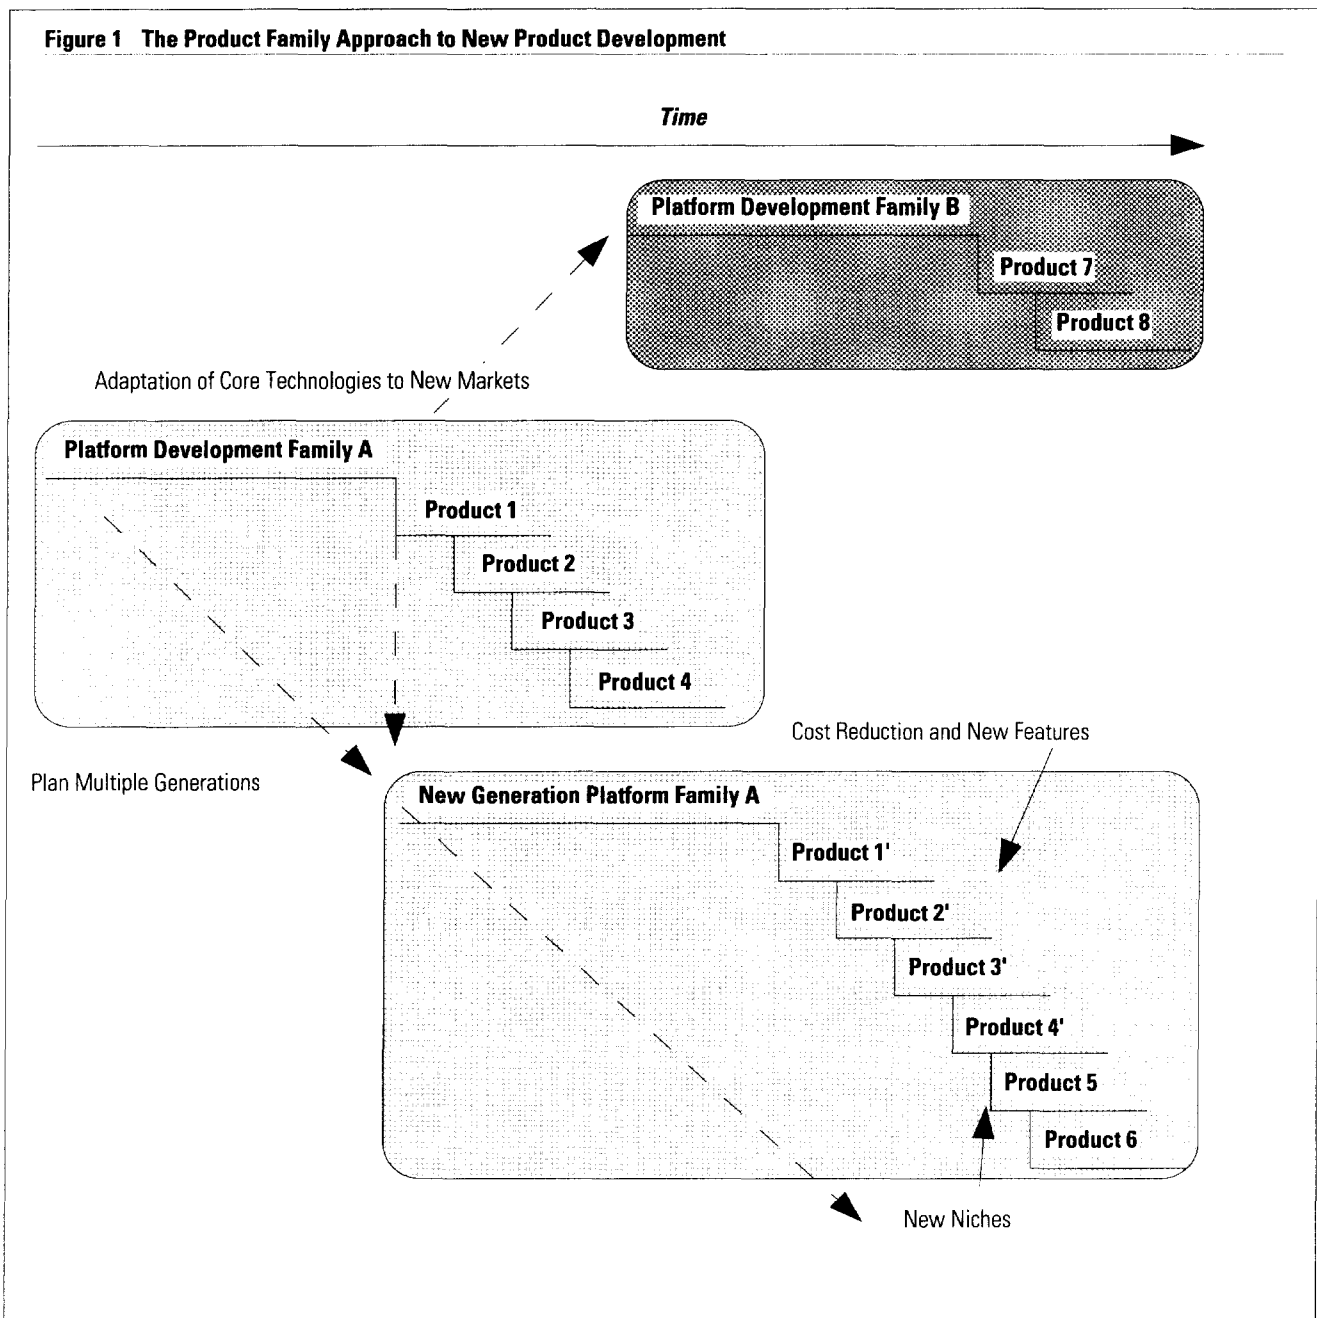 Figure 1 The Product Family Approach to New Product Development
Time
Platform Development Family B
Product 7
Product 8
Adaptation of Core Technologies to New Markets
Platform Development Family A
Product 1
Product 2
Product 3
Product 4
Cost Reduction and New Features
Plan Multiple Generations
New Generation Platform Family A
Product 1'
Product 2'
Product 3'
Product 4'
Product 5
Product 6
New Niches